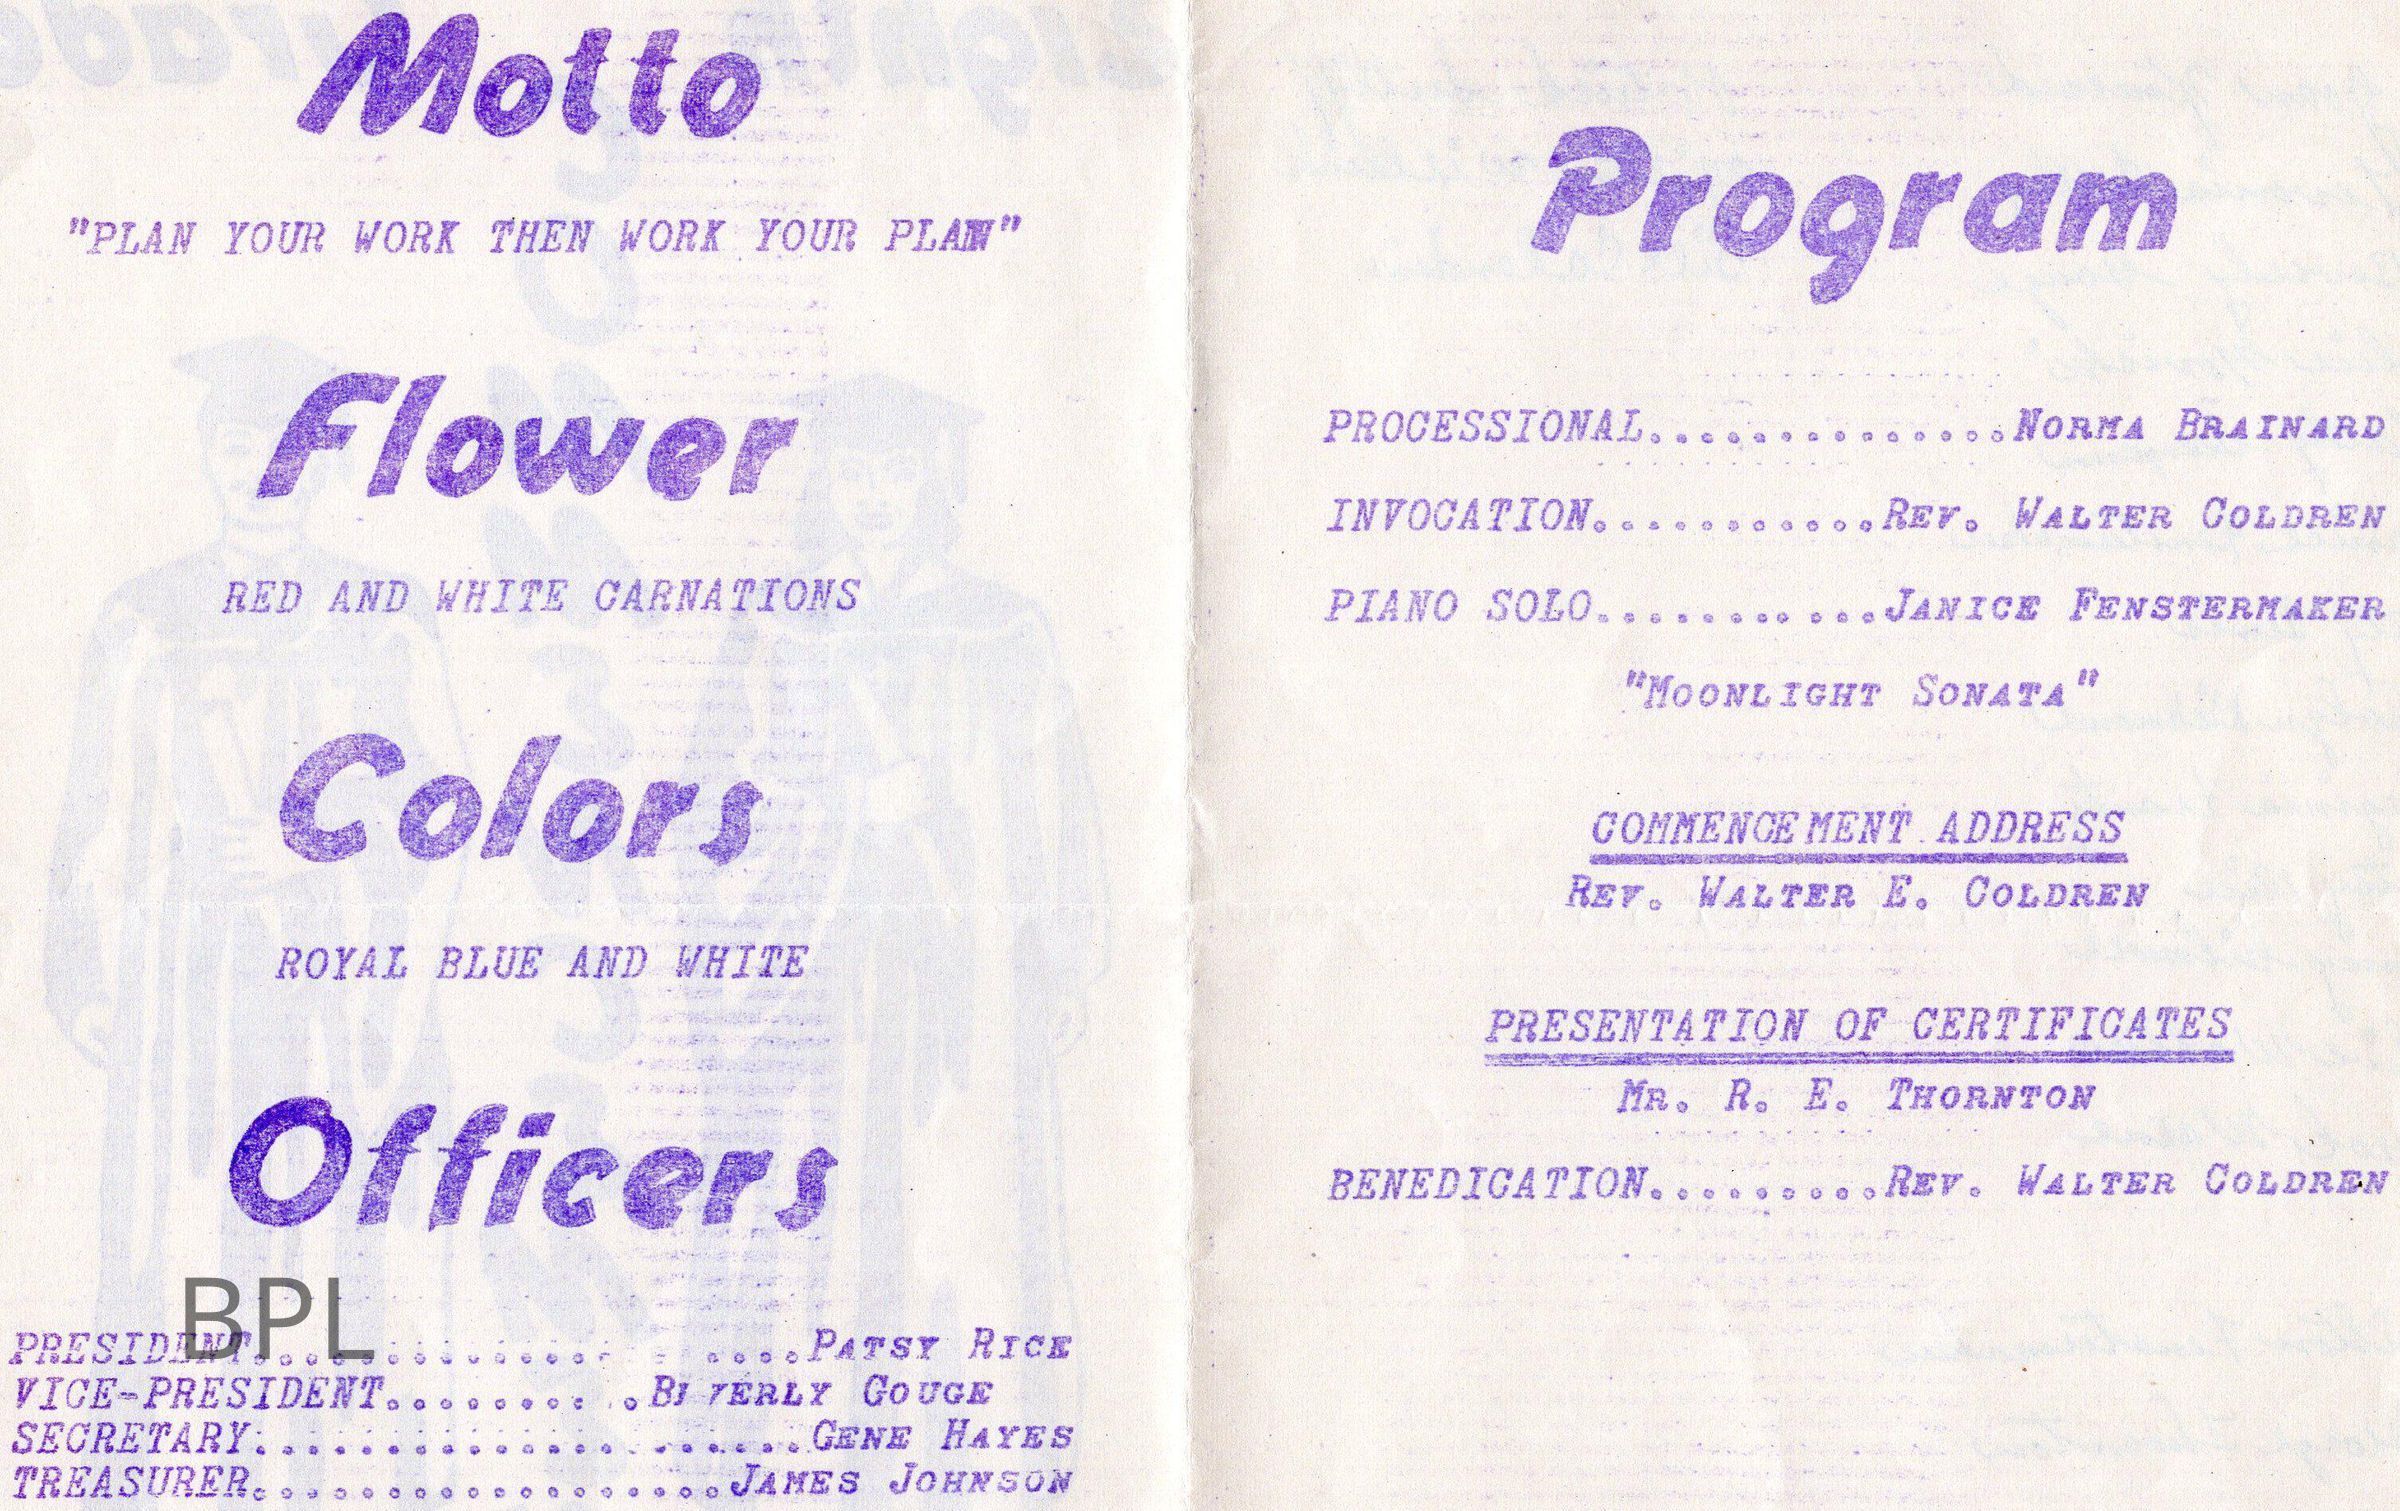 Motto
"PLAN YOUR WORK THEN WORK YOUR PLAN"
Flower
RED AND WHITE CARNATIONS
Colors
ROYAL BLUE AND WHITE
Officers
BPL
PRESIDENT.....................PATSY RICE
VICE-PRESIDENT..........BEVERLY GOUGE
SECRETARY.....................GENE HAYES
TREASURER..................JAMES JOHNSON
Program
PROCESSIONAL..............NORMA BRAINARD
INVOCATION...........REV. WALTER COLDREN
PIANO SOLO...........JANICE FENSTERMAKER
"MOONLIGHT SONATA"
COMMENCEMENT ADDRESS
REV. WALTER E. COLDREN
PRESENTATION OF CERTIFICATES
MR. R. E. THORNTON
BENEDICATION.........REV. WALTER COLDREN